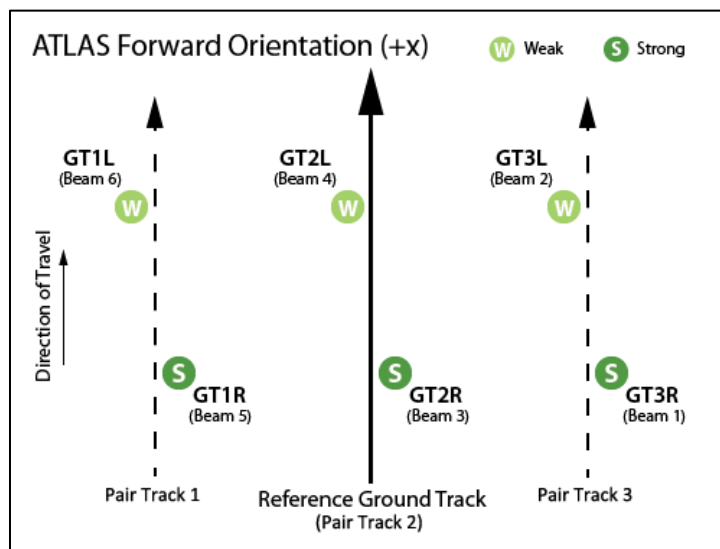 ATLAS Forward Orientation (+x)
W Weak
S Strong
GT1L
(Beam 6)
W
GT2L
(Beam 4)
W
GT3L
(Beam 2)
W
Direction of Travel
S
GT1R
(Beam 5)
S
GT2R
(Beam 3)
S
GT3R
(Beam 1)
Pair Track 1
Reference Ground Track
(Pair Track 2)
Pair Track 3